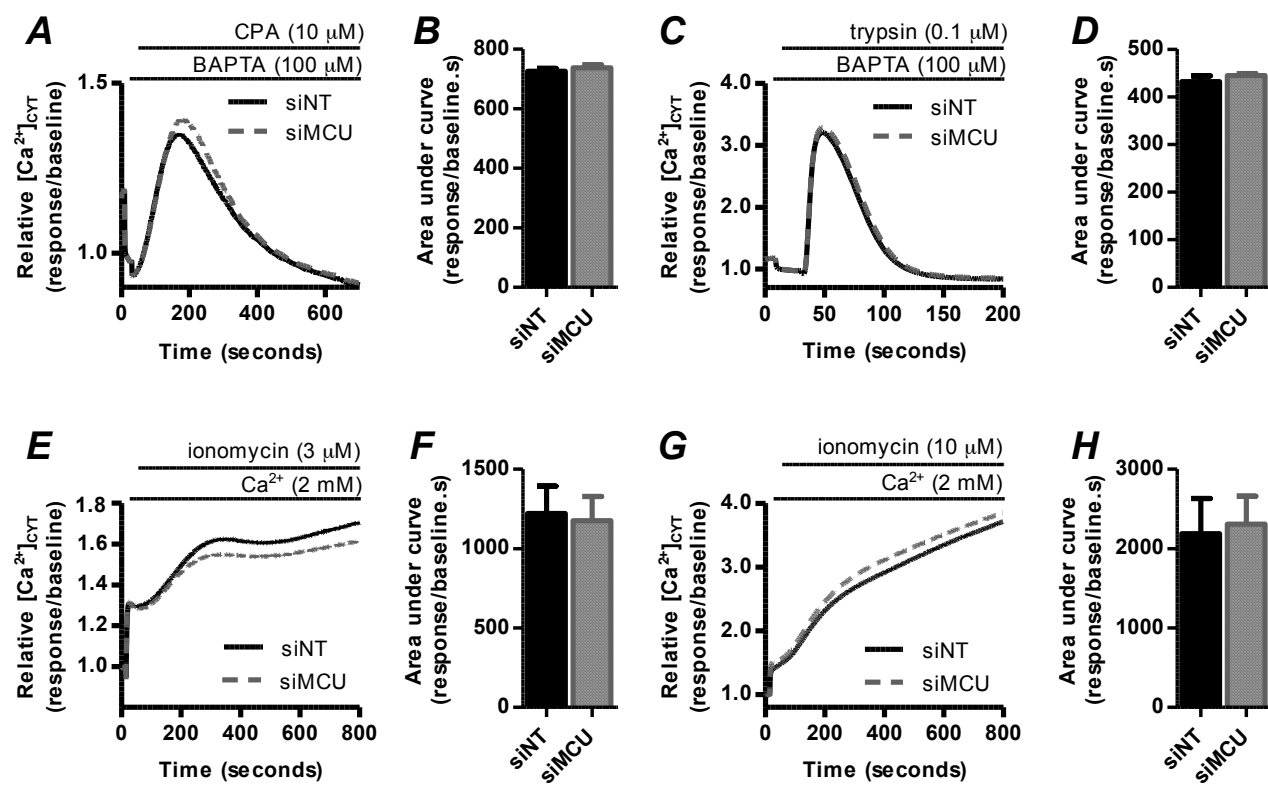 A
CPA (10 μM)
BAPTA (100 μM)
1.5
1.0
siNT
siMCU
Relative [Ca²⁺]CYT
(response/baseline)
0 200 400 600
Time (seconds)
B
Area under curve
(response/baseline.s)
800
600
400
200
0
siNT
siMCU
C
trypsin (0.1 μM)
BAPTA (100 μM)
4.0
3.0
2.0
1.0
siNT
siMCU
Relative [Ca²⁺]CYT
(response/baseline)
0 50 100 150 200
Time (seconds)
D
Area under curve
(response/baseline.s)
500
400
300
200
100
0
siNT
siMCU
E
ionomycin (3 μM)
Ca²⁺ (2 mM)
1.8
1.6
1.4
1.2
1.0
siNT
siMCU
Relative [Ca²⁺]CYT
(response/baseline)
0 200 400 600 800
Time (seconds)
F
Area under curve
(response/baseline.s)
1500
1000
500
0
siNT
siMCU
G
ionomycin (10 μM)
Ca²⁺ (2 mM)
4.0
3.0
2.0
1.0
siNT
siMCU
Relative [Ca²⁺]CYT
(response/baseline)
0 200 400 600 800
Time (seconds)
H
Area under curve
(response/baseline.s)
3000
2000
1000
0
siNT
siMCU